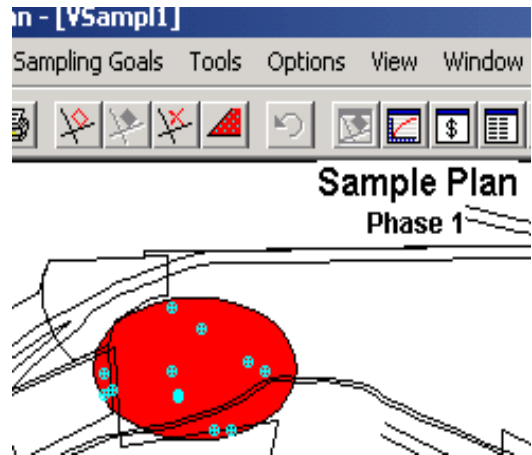 n - [VSampl1]
Sampling Goals Tools Options View Window
$
Sample Plan
Phase 1